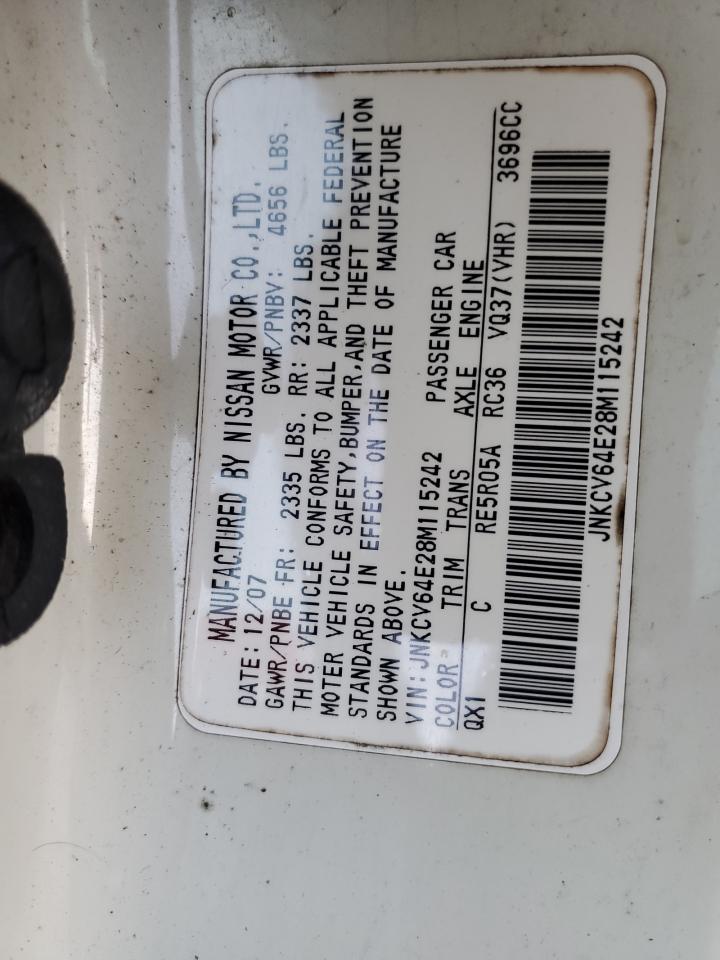 MANUFACTURED BY NISSAN MOTOR CO.,LTD.
DATE: 12/07 GVWR/PNBV: 4656 LBS.
GAWR/PNBE FR: 2335 LBS. RR: 2337 LBS.
THIS VEHICLE CONFORMS TO ALL APPLICABLE FEDERAL
MOTER VEHICLE SAFETY,BUMPER,AND THEFT PREVENTION
STANDARDS IN EFFECT ON THE DATE OF MANUFACTURE
SHOWN ABOVE.
VIN:JNKCV64E28M115242 PASSENGER CAR
COLOR TRIM TRANS AXLE ENGINE
QX1 C RE5R05A RC36 VQ37(VHR) 3696CC
JNKCV64E28M115242